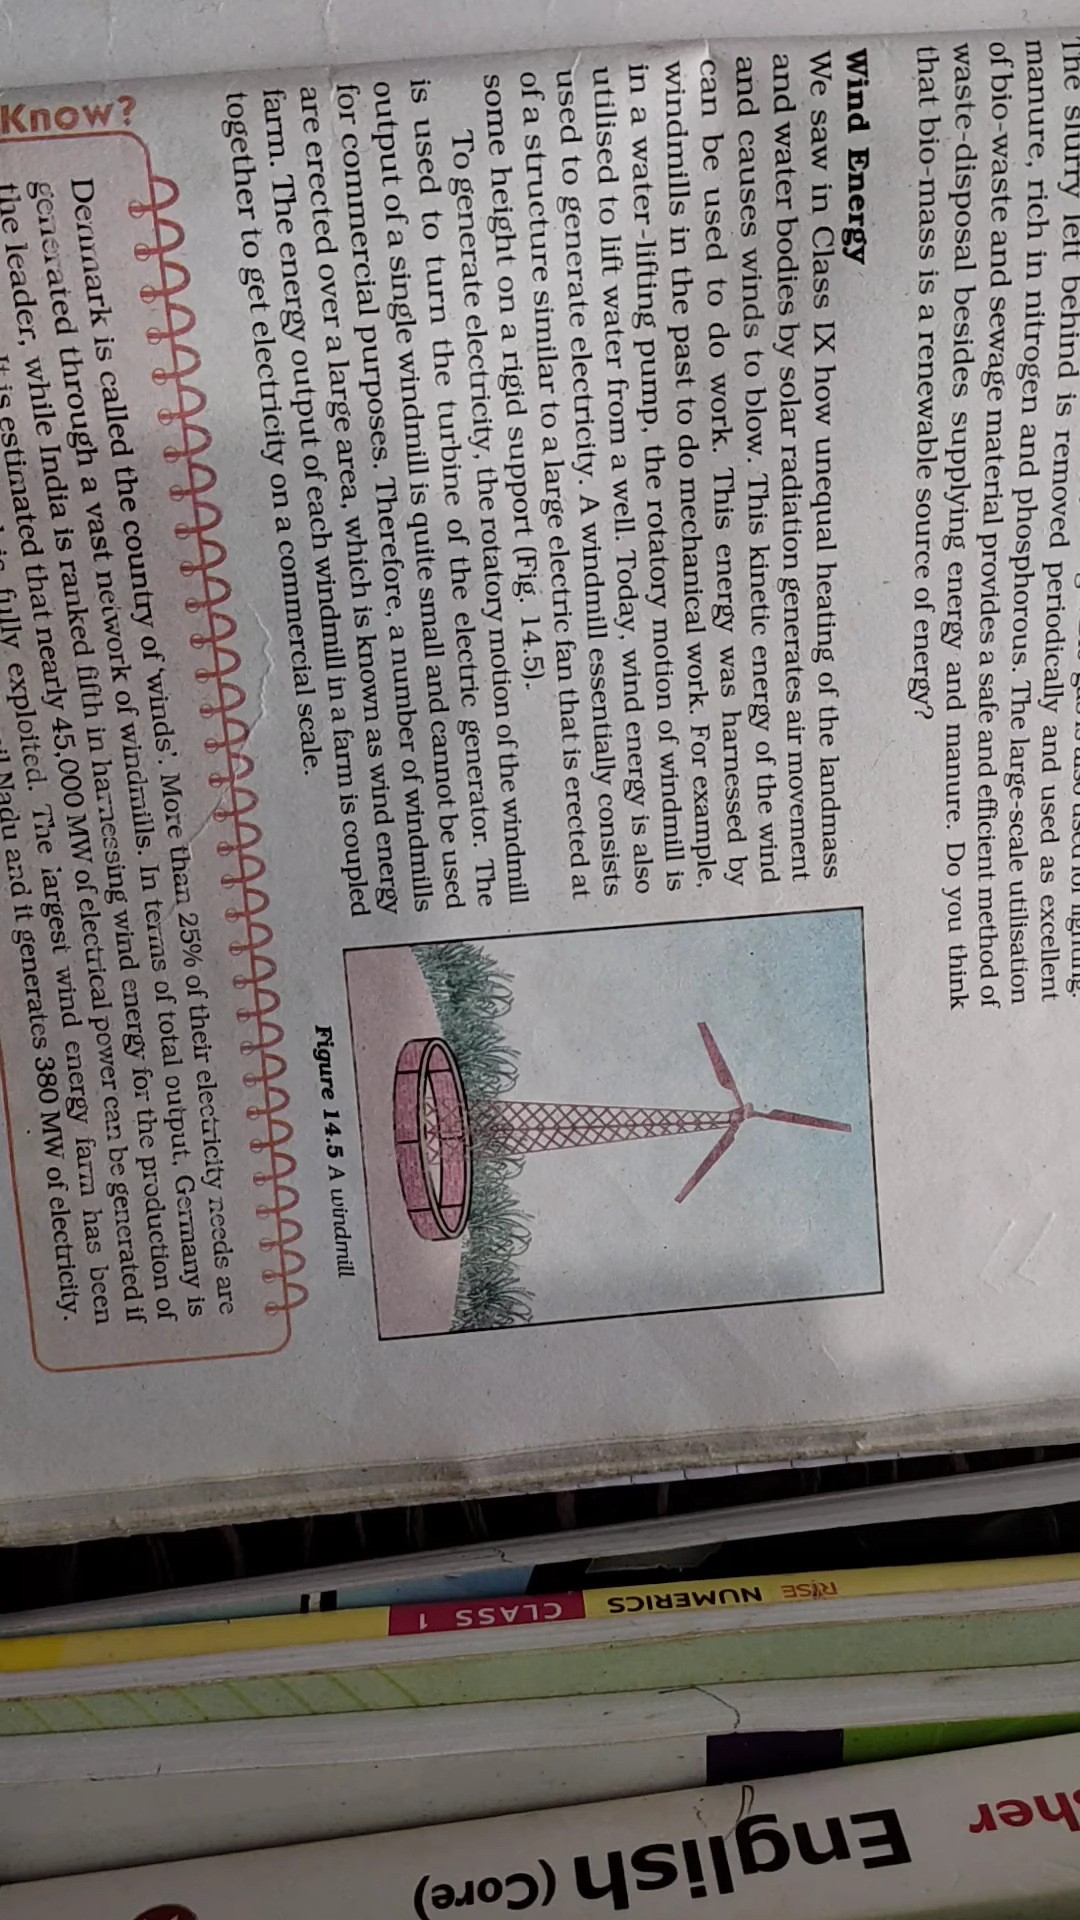 The slurry left behind is removed periodically and used as excellent
manure, rich in nitrogen and phosphorous. The large-scale utilisation
of bio-waste and sewage material provides a safe and efficient method of
waste-disposal besides supplying energy and manure. Do you think
that bio-mass is a renewable source of energy?
Wind Energy
We saw in Class IX how unequal heating of the landmass
and water bodies by solar radiation generates air movement
and causes winds to blow. This kinetic energy of the wind
can be used to do work. This energy was harnessed by
windmills in the past to do mechanical work. For example,
in a water-lifting pump, the rotatory motion of windmill is
utilised to lift water from a well. Today, wind energy is also
used to generate electricity. A windmill essentially consists
of a structure similar to a large electric fan that is erected at
some height on a rigid support (Fig. 14.5).
To generate electricity, the rotatory motion of the windmill
is used to turn the turbine of the electric generator. The
output of a single windmill is quite small and cannot be used
for commercial purposes. Therefore, a number of windmills
are erected over a large area, which is known as wind energy
farm. The energy output of each windmill in a farm is coupled
together to get electricity on a commercial scale.
Figure 14.5 A windmill
Know?
Denmark is called the country of 'winds'. More than 25% of their electricity needs are
generated through a vast network of windmills. In terms of total output, Germany is
the leader, while India is ranked fifth in harnessing wind energy for the production of
It is estimated that nearly 45,000 MW of electrical power can be generated if
fully exploited. The largest wind energy farm has been
Nadu and it generates 380 MW of electricity.
RISE NUMERICS CLASS 1
her
English (Core)